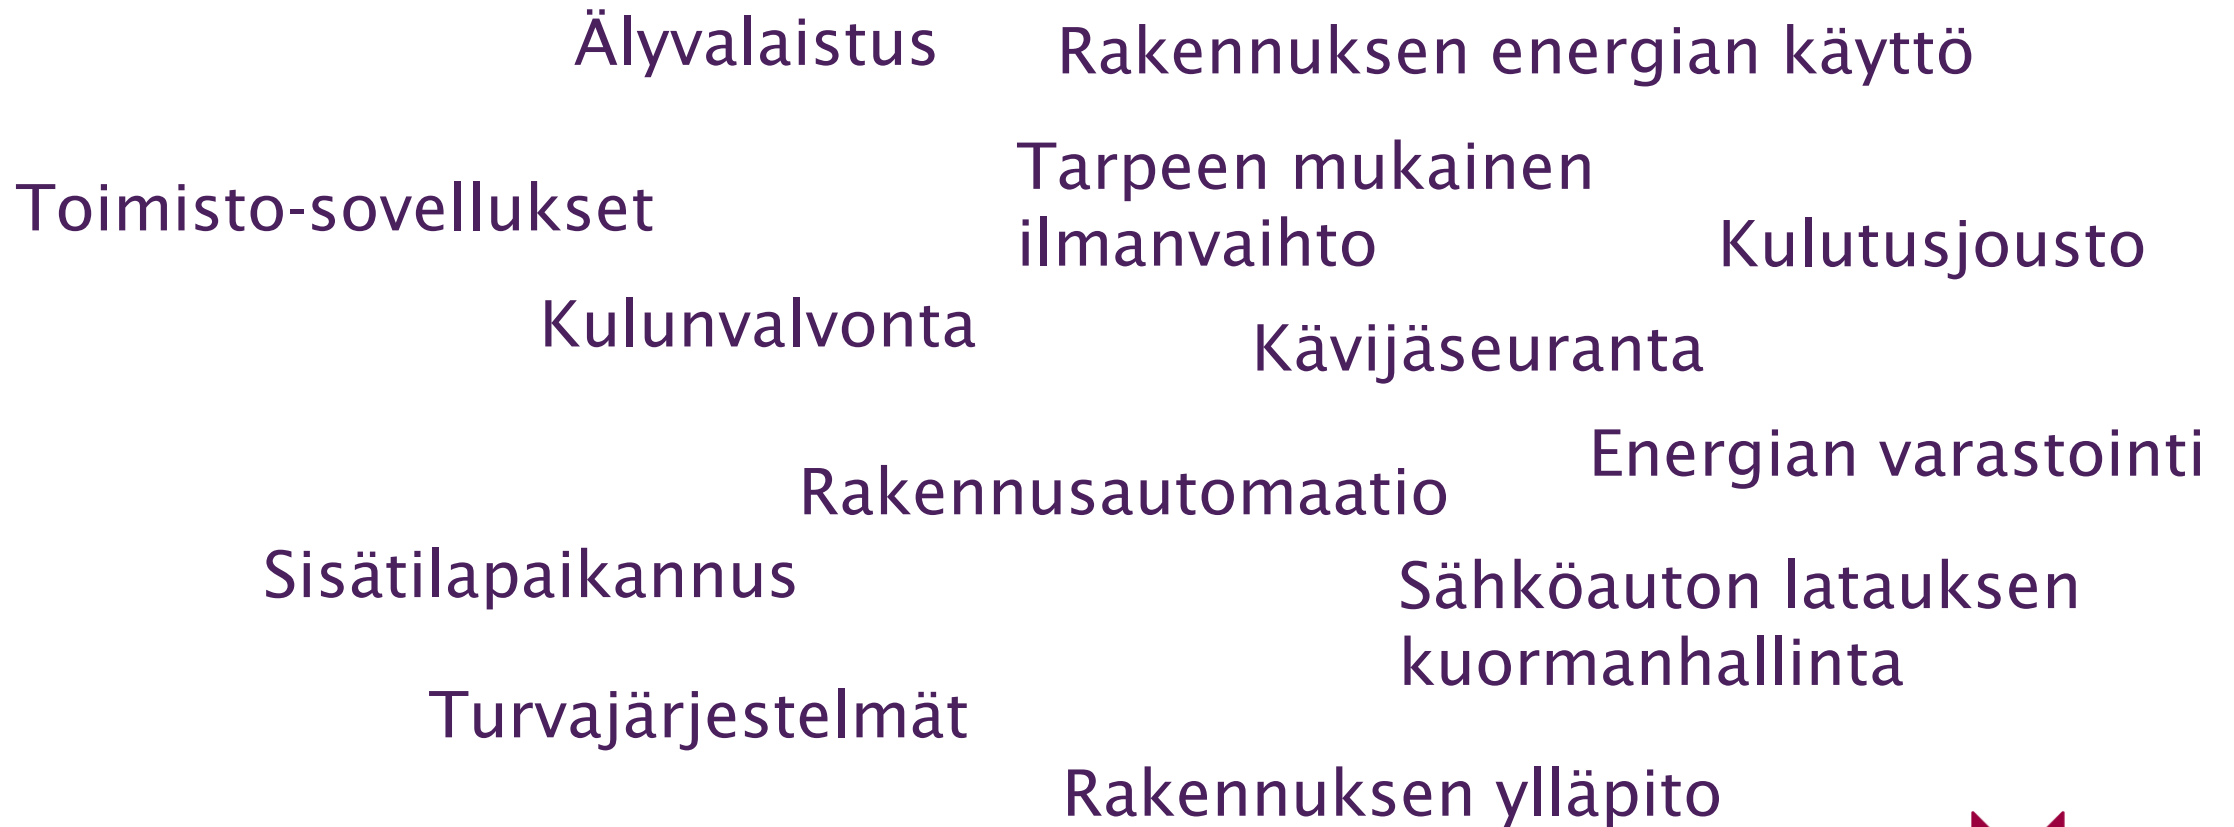 Älyvalaistus
Rakennuksen energian käyttö
Toimisto-sovellukset
Tarpeen mukainen
ilmanvaihto
Kulutusjousto
Kulunvalvonta
Kävijäseuranta
Energian varastointi
Rakennusautomaatio
Sisätilapaikannus
Sähköauton latauksen
kuormanhallinta
Turvajärjestelmät
Rakennuksen ylläpito